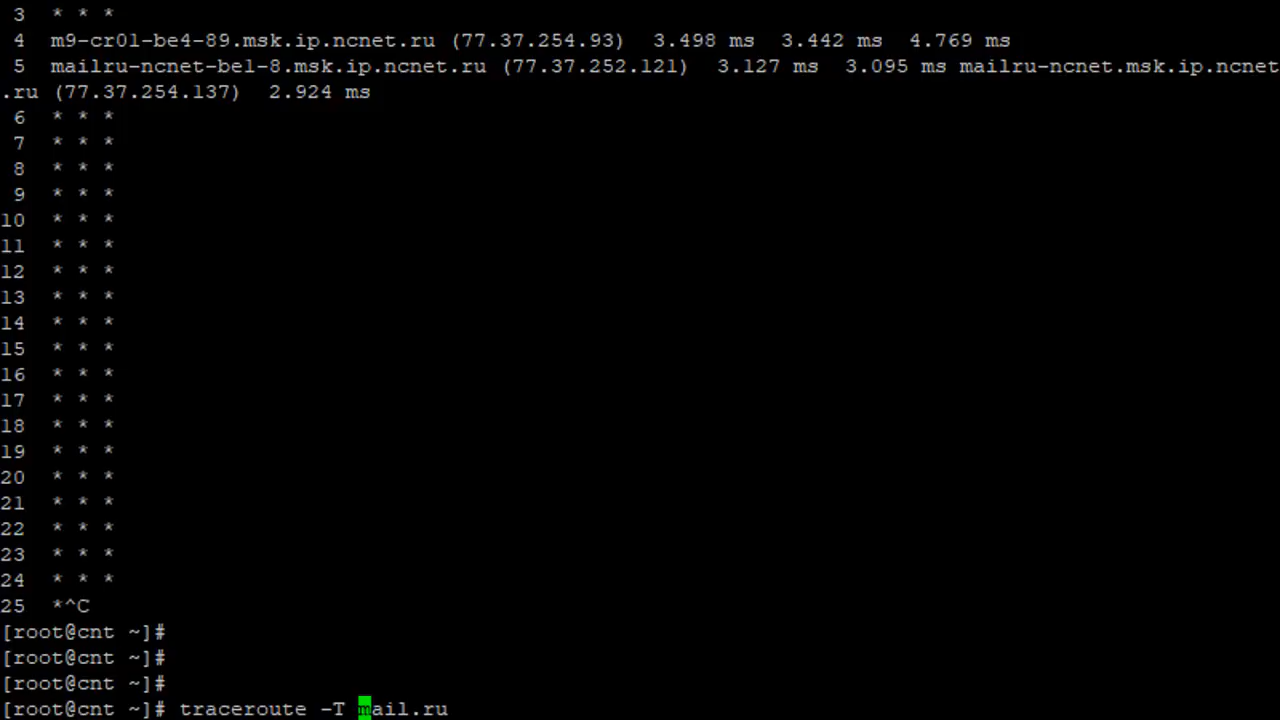 3  * * *
4  m9-cr01-be4-89.msk.ip.ncnet.ru (77.37.254.93)  3.498 ms  3.442 ms  4.769 ms
5  mailru-ncnet-be1-8.msk.ip.ncnet.ru (77.37.252.121)  3.127 ms  3.095 ms mailru-ncnet.msk.ip.ncnet
.ru (77.37.254.137)  2.924 ms
6  * * *
7  * * *
8  * * *
9  * * *
10  * * *
11  * * *
12  * * *
13  * * *
14  * * *
15  * * *
16  * * *
17  * * *
18  * * *
19  * * *
20  * * *
21  * * *
22  * * *
23  * * *
24  * * *
25  *^C
[root@cnt ~]#
[root@cnt ~]#
[root@cnt ~]#
[root@cnt ~]# traceroute -T mail.ru